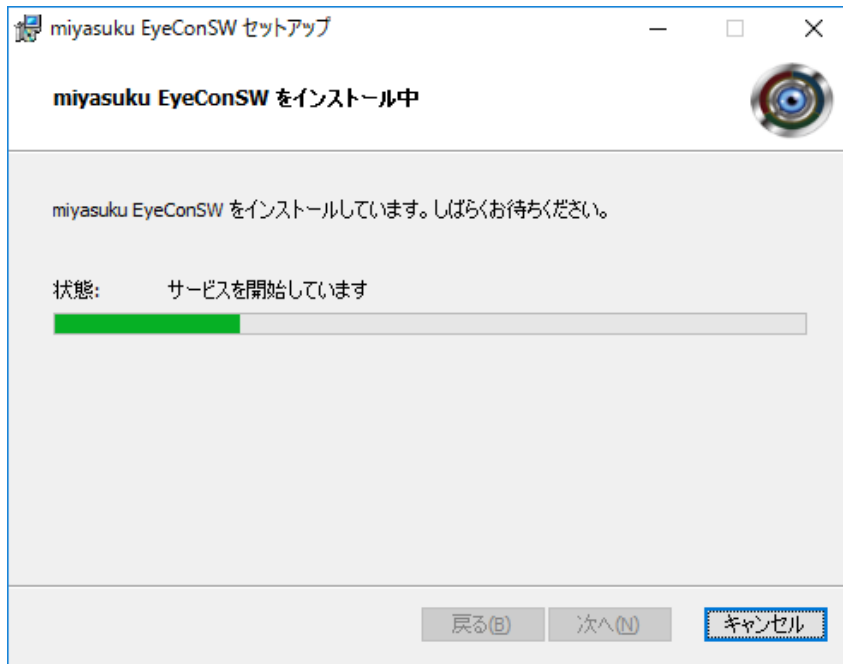 miyasuku EyeConSW セットアップ
miyasuku EyeConSW をインストール中
miyasuku EyeConSW をインストールしています。しばらくお待ちください。
状態: サービスを開始しています
戻る(B) 次へ(N) キャンセル